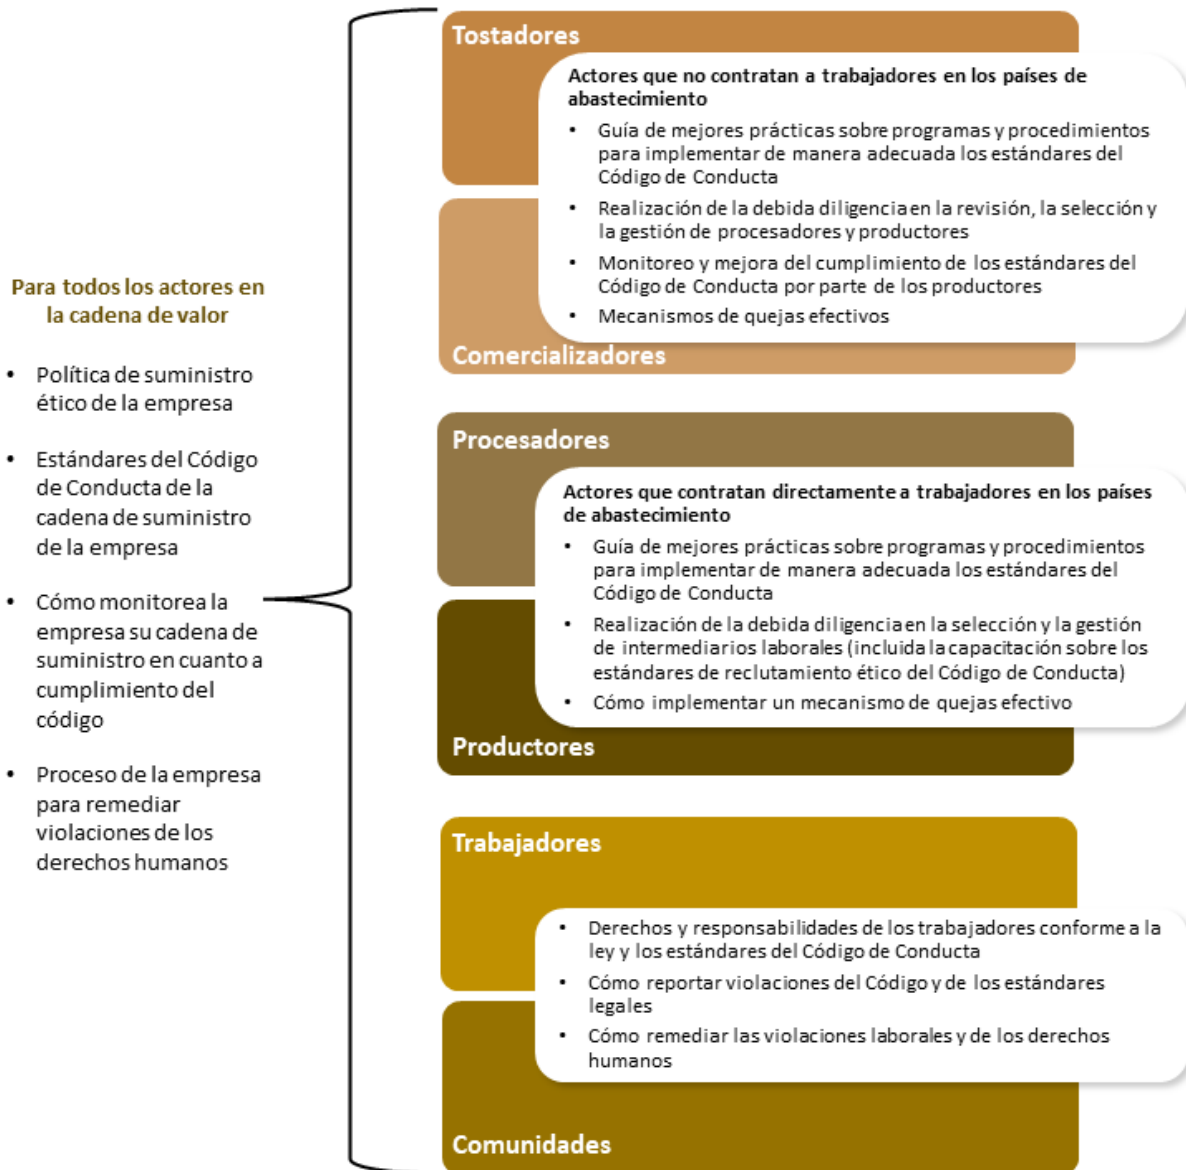 Para todos los actores en
la cadena de valor
• Política de suministro
ético de la empresa
• Estándares del Código
de Conducta de la
cadena de suministro
de la empresa
• Cómo monitorea la
empresa su cadena de
suministro en cuanto a
cumplimiento del
código
• Proceso de la empresa
para remediar
violaciones de los
derechos humanos
Tostadores
Actores que no contratan a trabajadores en los países de
abastecimiento
• Guía de mejores prácticas sobre programas y procedimientos
para implementar de manera adecuada los estándares del
Código de Conducta
• Realización de la debida diligencia en la revisión, la selección y
la gestión de procesadores y productores
• Monitoreo y mejora del cumplimiento de los estándares del
Código de Conducta por parte de los productores
• Mecanismos de quejas efectivos
Comercializadores
Procesadores
Actores que contratan directamente a trabajadores en los países
de abastecimiento
• Guía de mejores prácticas sobre programas y procedimientos
para implementar de manera adecuada los estándares del
Código de Conducta
• Realización de la debida diligencia en la selección y la gestión
de intermediarios laborales (incluida la capacitación sobre los
estándares de reclutamiento ético del Código de Conducta)
• Cómo implementar un mecanismo de quejas efectivo
Productores
Trabajadores
• Derechos y responsabilidades de los trabajadores conforme a la
ley y los estándares del Código de Conducta
• Cómo reportar violaciones del Código y de los estándares
legales
• Cómo remediar las violaciones laborales y de los derechos
humanos
Comunidades